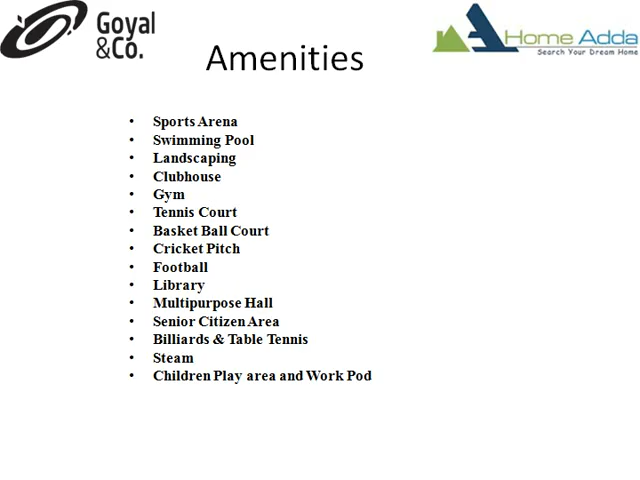 Goyal
&Co.
Amenities
Home Adda
Search Your Dream Home
• Sports Arena
• Swimming Pool
• Landscaping
• Clubhouse
• Gym
• Tennis Court
• Basket Ball Court
• Cricket Pitch
• Football
• Library
• Multipurpose Hall
• Senior Citizen Area
• Billiards & Table Tennis
• Steam
• Children Play area and Work Pod